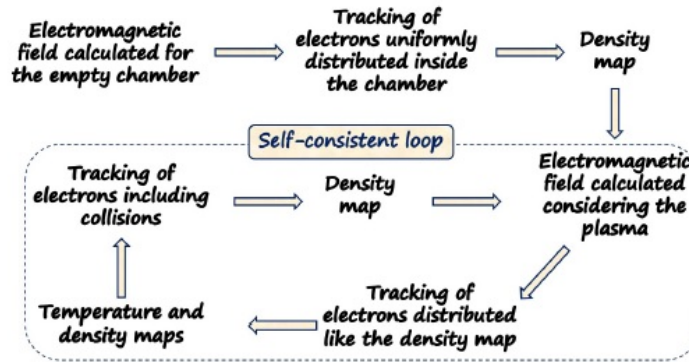 Electromagnetic
field calculated for
the empty chamber
Tracking of
electrons uniformly
distributed inside
the chamber
Density
map
Self-consistent loop
Tracking of
electrons including
collisions
Density
map
Electromagnetic
field calculated
considering the
plasma
Temperature and
density maps
Tracking of
electrons distributed
like the density map